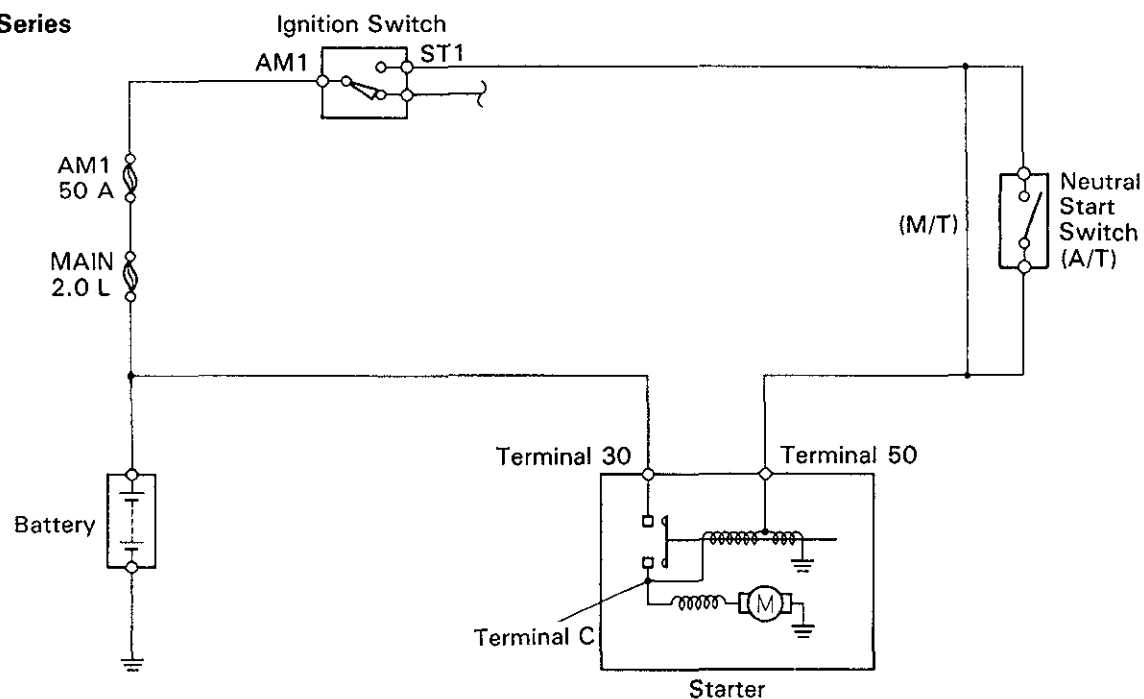 Series
Ignition Switch
AM1
ST1
AM1
50 A
MAIN
2.0 L
(M/T)
Neutral
Start
Switch
(A/T)
Terminal 30
Terminal 50
Battery
M
Terminal C
Starter